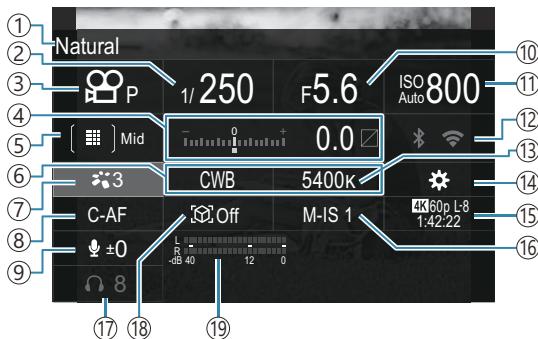 ① Natural
② 1/250
⑩ F5.6
③ P
ISO Auto 800 ⑪
④ − 0 + 0.0
⑤ Mid
⑫
⑥ CWB 5400K ⑬
⑦ 3
⑭
⑧ C-AF
Off
M-IS 1 ⑯
4K 60p L-8
1:42:22 ⑮
⑨ ±0
L
R
-dB 40 12 0
8
⑰ ⑱ ⑲